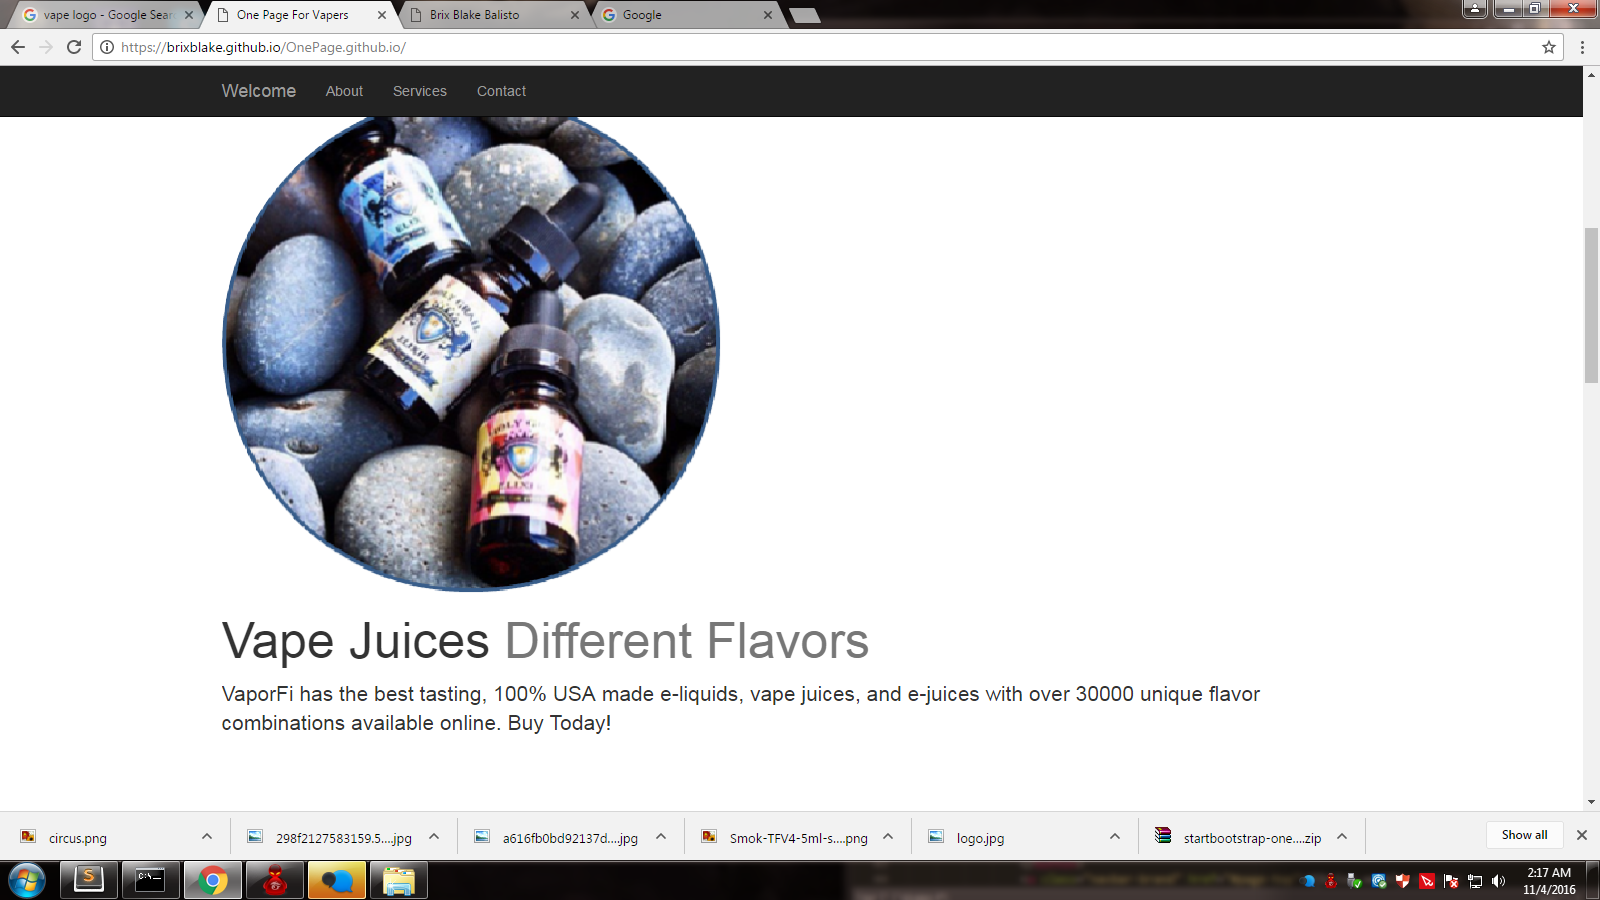 vape logo - Google Sear
One Page For Vapers
Brix Blake Balisto
Google
https://brixblake.github.io/OnePage.github.io/
Welcome
About
Services
Contact
ELIXIR
Vape Juices Different Flavors
VaporFi has the best tasting, 100% USA made e-liquids, vape juices, and e-juices with over 30000 unique flavor
combinations available online. Buy Today!
circus.png
298f2127583159.5....jpg
a616fb0bd92137d....jpg
Smok-TFV4-5ml-s....png
logo.jpg
startbootstrap-one....zip
Show all
2:17 AM
11/4/2016